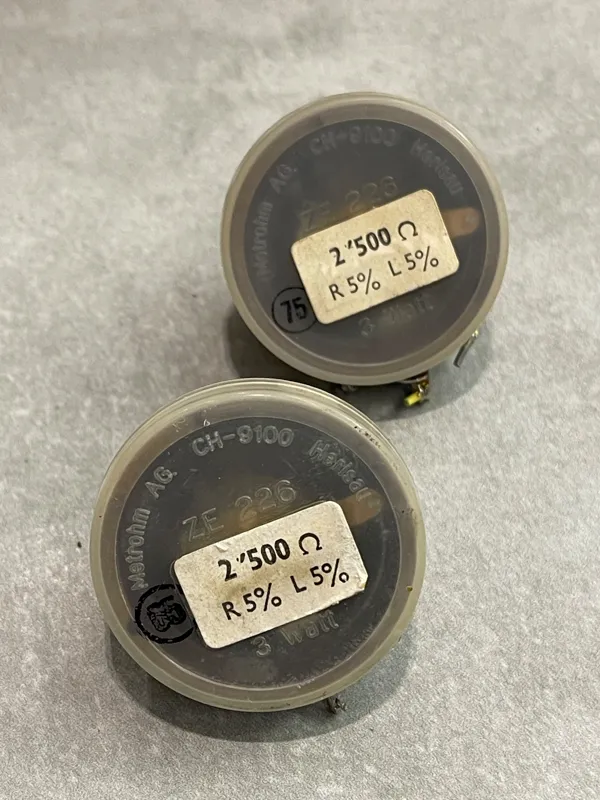 Metrohm AG CH-9100 Herisau
ZE 226
2'500 Ω
R 5% L 5%
75
3 Watt
Metrohm AG CH-9100 Herisau
ZE 226
2'500 Ω
R 5% L 5%
3 Watt